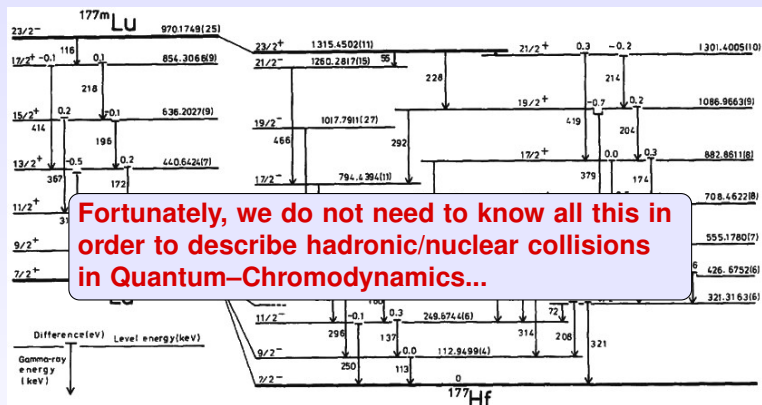 177m Lu
23/2- 970.1749(25)
116
17/2+ -0.1 0.1 854.3066(9)
218
15/2+ 0.2 -0.1 636.2027(9)
414
196
13/2+ -0.5 0.2 440.6424(7)
367
172
11/2+
9/2+
7/2+
23/2+ 1315.4502(11)
21/2- 1260.2817(15) 55
228
19/2- 1017.7911(27)
466
292
17/2- 794.4394(11)
21/2+ 0.3 -0.2 1301.4005(10)
214
19/2+ -0.7 0.2 1086.9663(9)
419
204
17/2+ 0.0 0.3 882.8611(8)
379
174
708.4622(8)
555.1780(7)
426.6752(6)
321.3163(6)
Fortunately, we do not need to know all this in
order to describe hadronic/nuclear collisions
in Quantum–Chromodynamics...
11/2- -0.1 0.3 249.6744(6)
72
296
137
314
208
321
9/2- 0.0 112.9499(4)
250
113
7/2- 0
177Hf
Difference(eV) Level energy(keV)
Gamma-ray
energy
(keV)